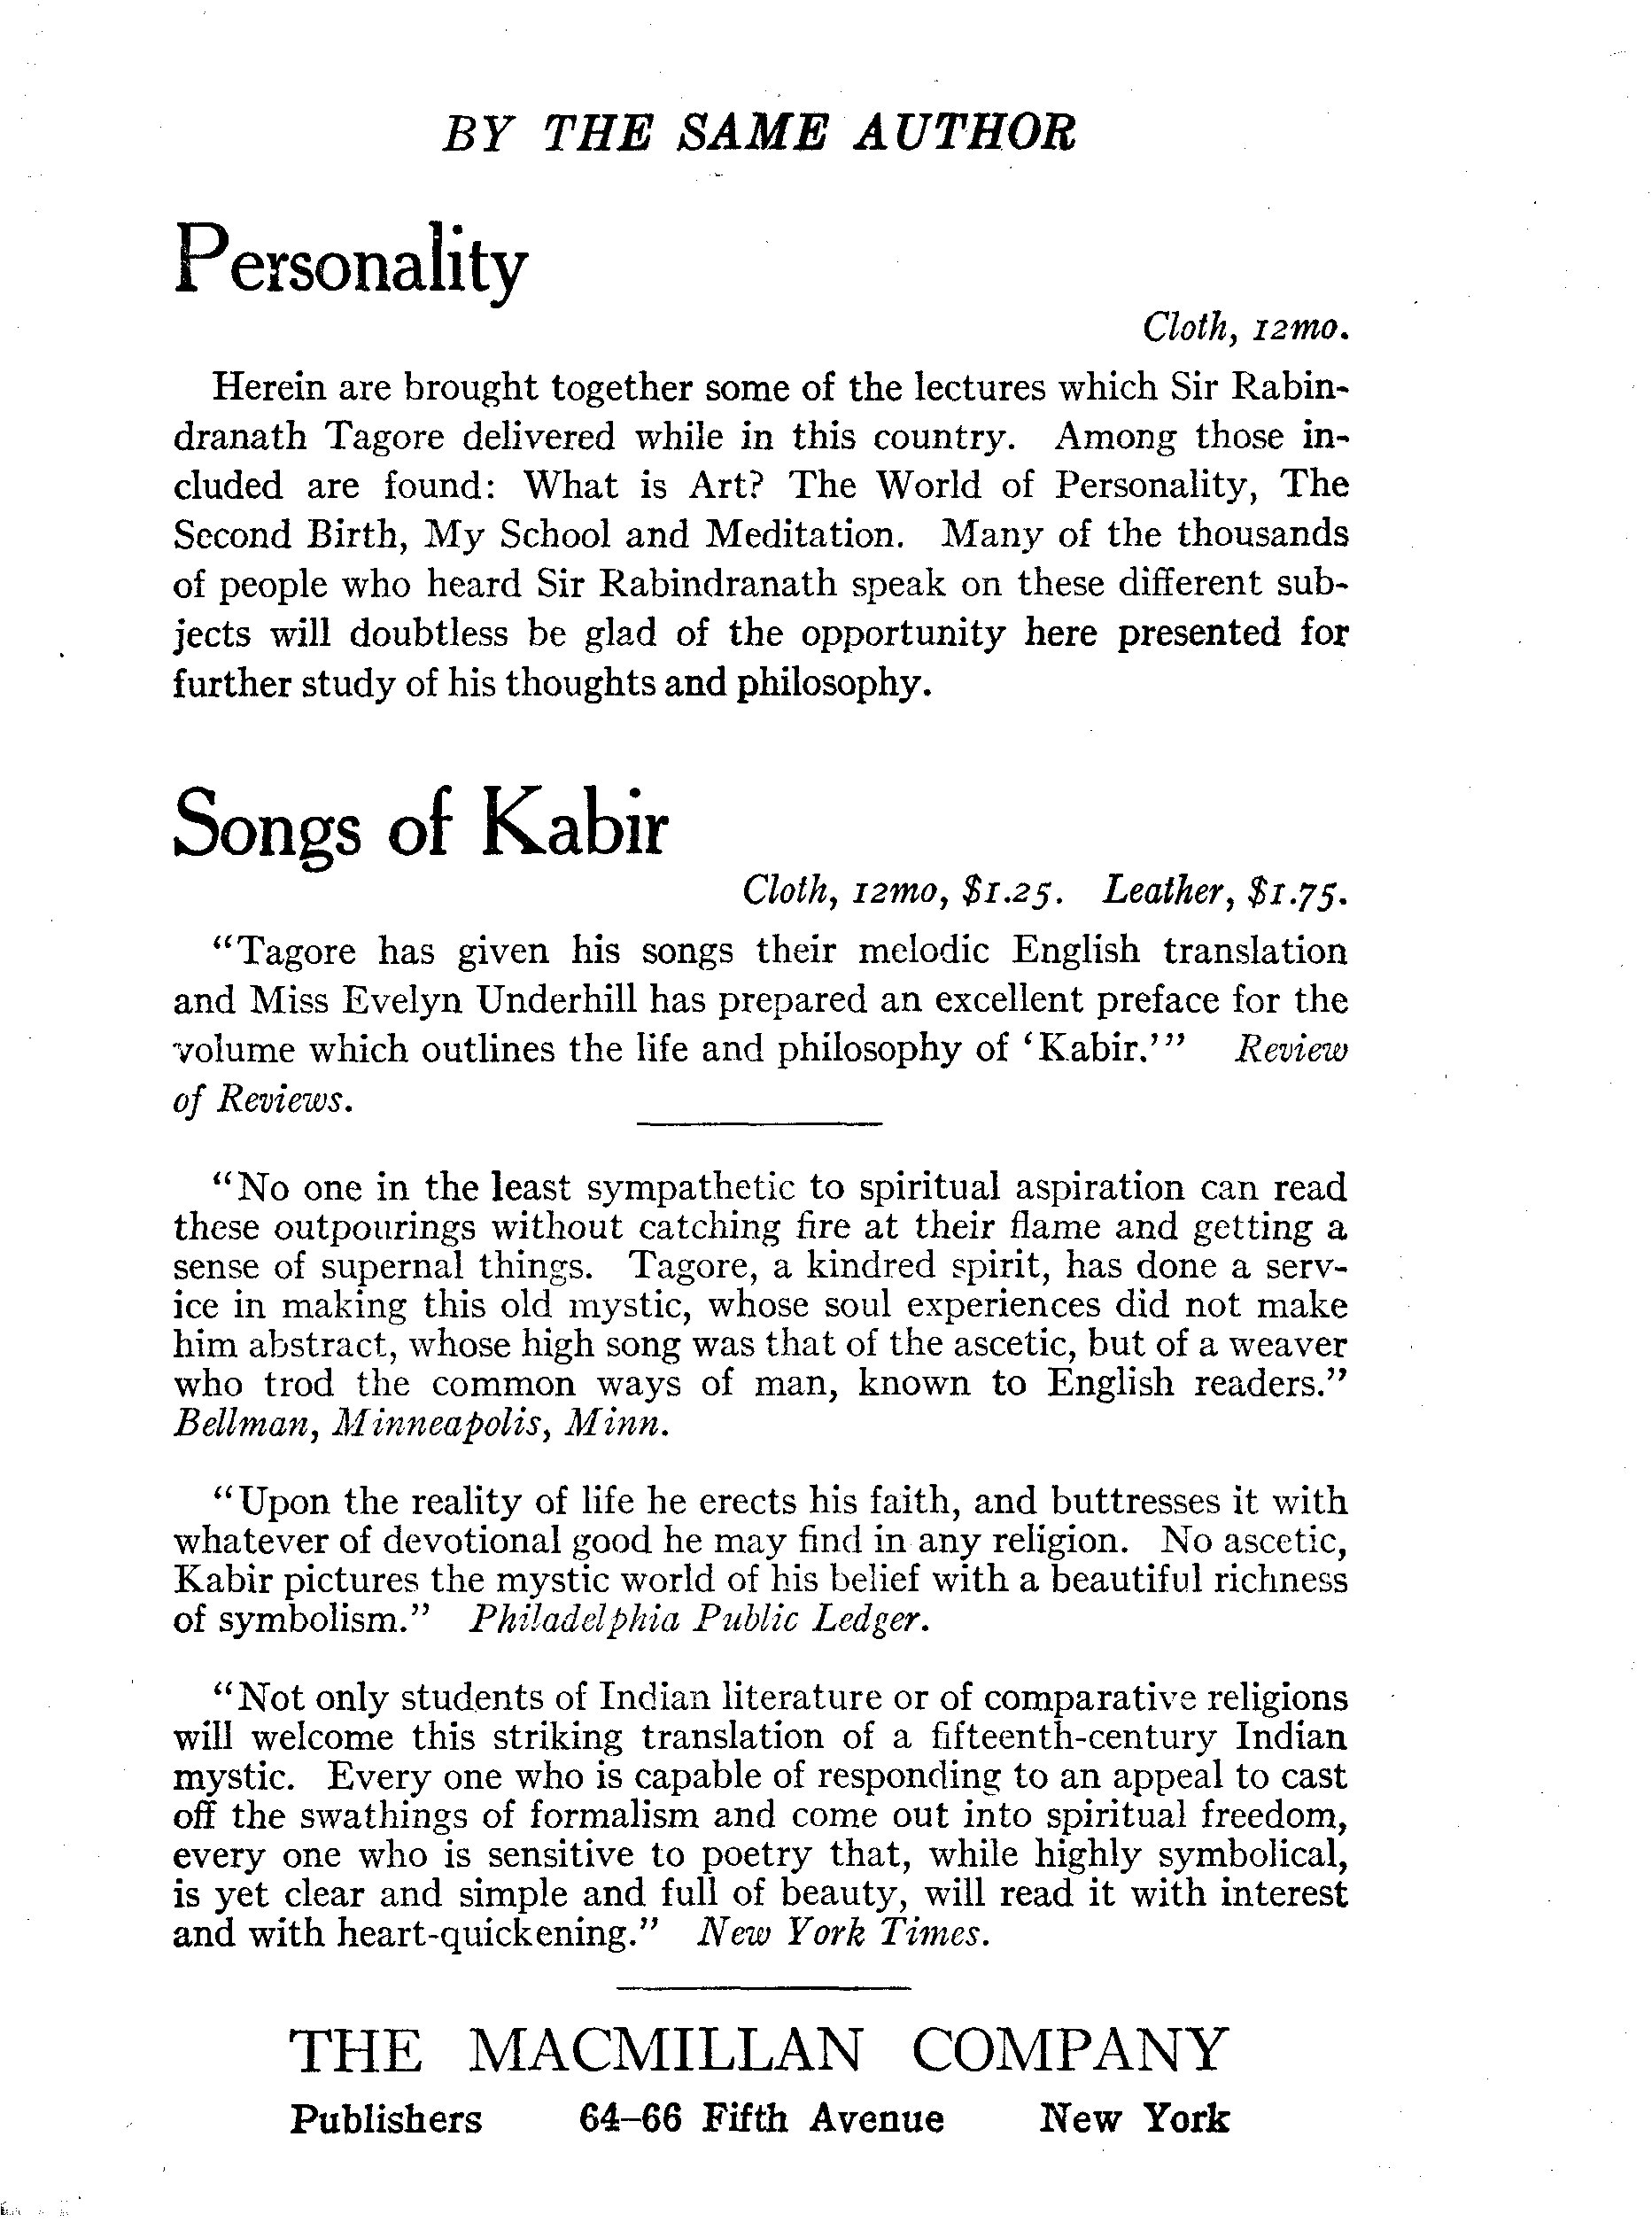 BY THE SAME AUTHOR
Personality
Cloth, 12mo.
Herein are brought together some of the lectures which Sir Rabin-
dranath Tagore delivered while in this country. Among those in-
cluded are found: What is Art? The World of Personality, The
Second Birth, My School and Meditation. Many of the thousands
of people who heard Sir Rabindranath speak on these different sub-
jects will doubtless be glad of the opportunity here presented for
further study of his thoughts and philosophy.
Songs of Kabir
Cloth, 12mo, $1.25. Leather, $1.75.
“Tagore has given his songs their melodic English translation
and Miss Evelyn Underhill has prepared an excellent preface for the
volume which outlines the life and philosophy of ‘Kabir.’” Review
of Reviews.
“No one in the least sympathetic to spiritual aspiration can read
these outpourings without catching fire at their flame and getting a
sense of supernal things. Tagore, a kindred spirit, has done a serv-
ice in making this old mystic, whose soul experiences did not make
him abstract, whose high song was that of the ascetic, but of a weaver
who trod the common ways of man, known to English readers.”
Bellman, Minneapolis, Minn.
“Upon the reality of life he erects his faith, and buttresses it with
whatever of devotional good he may find in any religion. No ascetic,
Kabir pictures the mystic world of his belief with a beautiful richness
of symbolism.” Philadelphia Public Ledger.
“Not only students of Indian literature or of comparative religions
will welcome this striking translation of a fifteenth-century Indian
mystic. Every one who is capable of responding to an appeal to cast
off the swathings of formalism and come out into spiritual freedom,
every one who is sensitive to poetry that, while highly symbolical,
is yet clear and simple and full of beauty, will read it with interest
and with heart-quickening.” New York Times.
THE MACMILLAN COMPANY
Publishers 64–66 Fifth Avenue New York